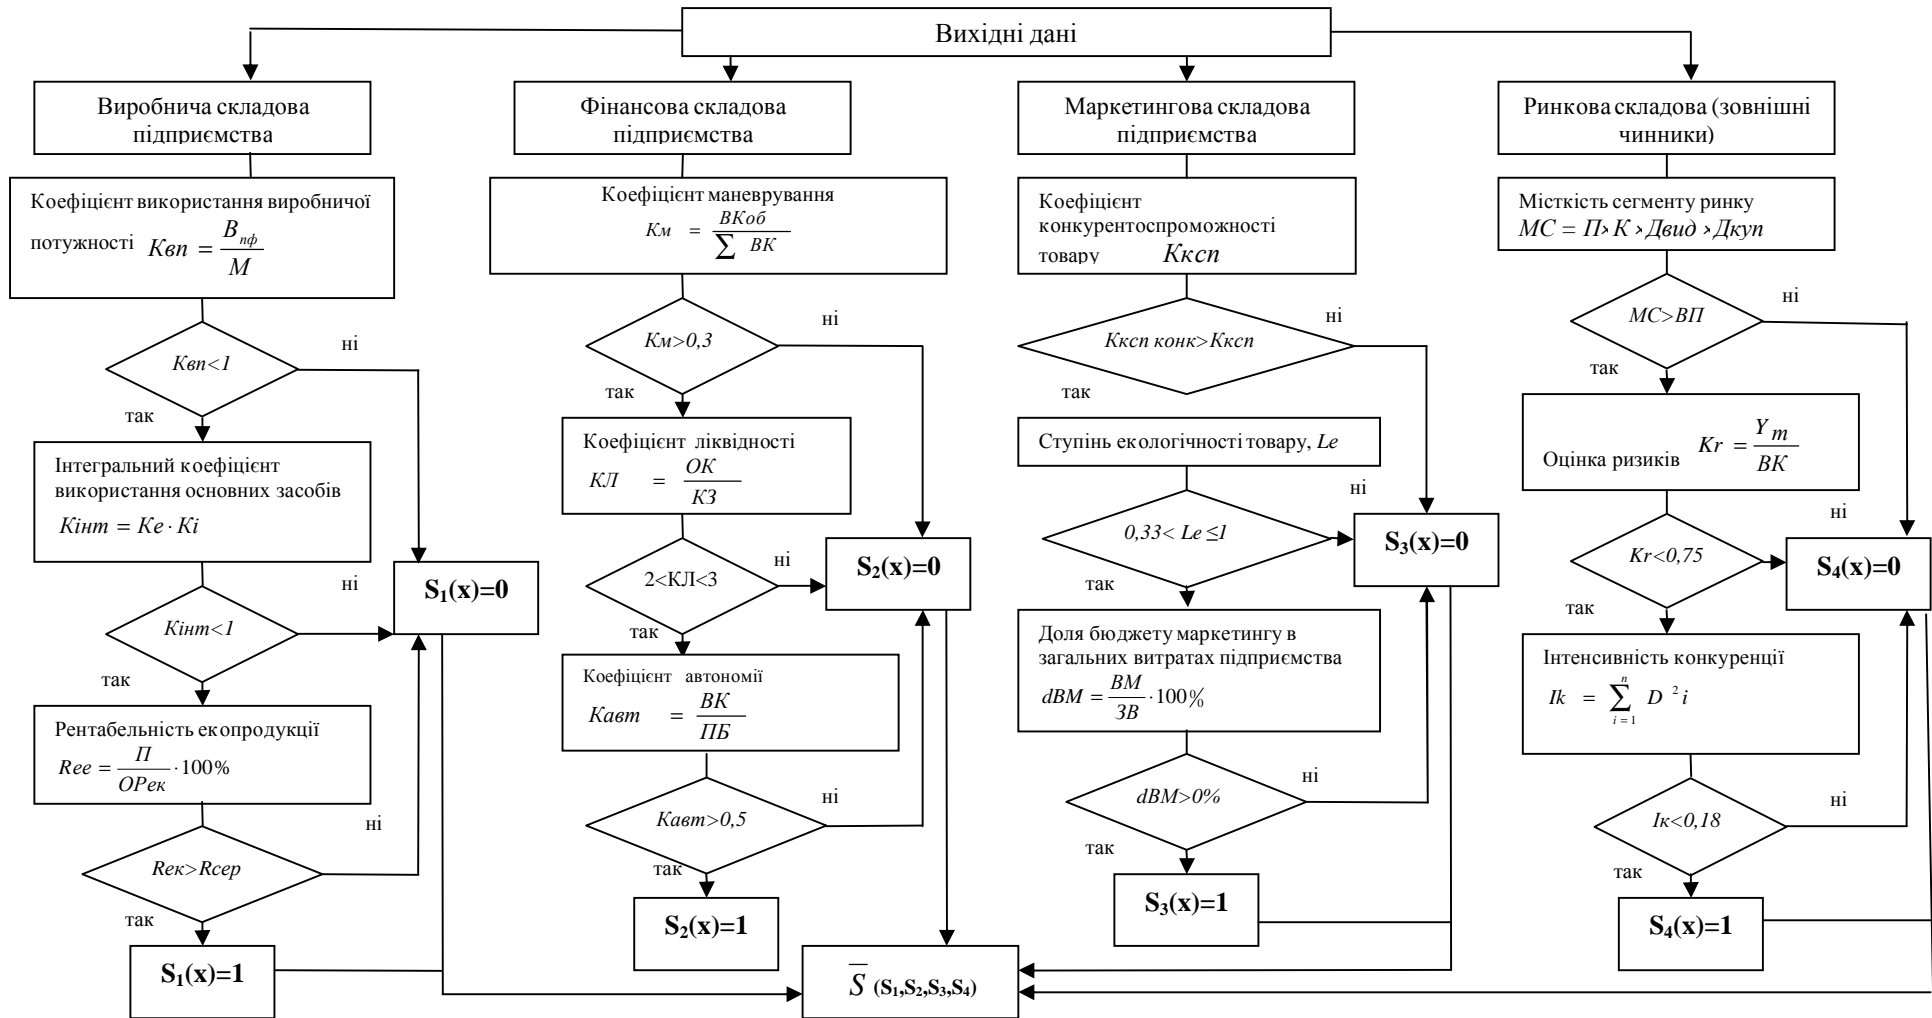 Вихідні дані
Виробнича складова
підприємства
Коефіцієнт використання виробничої
потужності Квп = Bпф / М
Квп<1
ні
так
Інтегральний коефіцієнт
використання основних засобів
Кінт = Ке · Кі
ні
Кінт<1
так
S₁(x)=0
Рентабельність екопродукції
Ree = П / ОРек · 100%
ні
Rек>Rсер
так
S₁(x)=1
Фінансова складова
підприємства
Коефіцієнт маневрування
Км = ВКоб / ∑ ВК
ні
Км>0,3
так
Коефіцієнт ліквідності
КЛ = ОК / КЗ
ні
2<КЛ<3
так
S₂(x)=0
Коефіцієнт автономії
Кавт = ВК / ПБ
ні
Кавт>0,5
так
S₂(x)=1
Маркетингова складова
підприємства
Коефіцієнт
конкурентоспроможності
товару Кксп
ні
Кксп конк>Кксп
так
Ступінь екологічності товару, Le
ні
0,33< Le ≤1
так
S₃(x)=0
Доля бюджету маркетингу в
загальних витратах підприємства
dBM = BM / ЗВ · 100%
ні
dBM>0%
так
S₃(x)=1
Ринкова складова (зовнішні
чинники)
Місткість сегменту ринку
МС = П × К × Двид × Дкуп
ні
МС>ВП
так
Оцінка ризиків Kr = Y m / ВК
ні
Kr<0,75
так
S₄(x)=0
Інтенсивність конкуренції
Ik = ∑ D ² i
n
i = 1
ні
Ік<0,18
так
S₄(x)=1
S̅ (S₁,S₂,S₃,S₄)